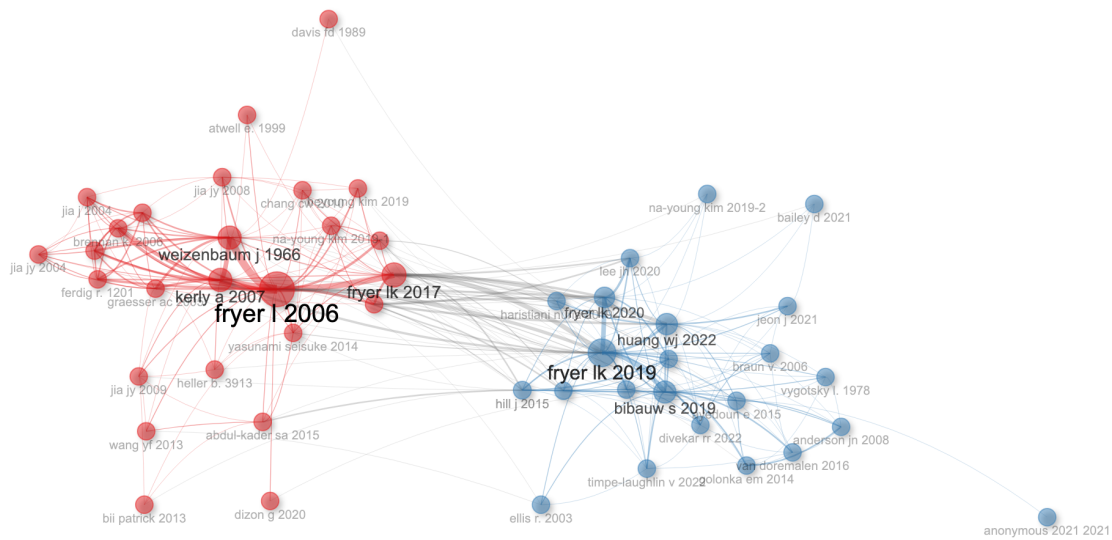 davis fd 1989
atwell e. 1999
jia jy 2008
chang cw 2010
heyoung kim 2019
jia j 2004
na-young kim 2019-2
bailey d 2021
brennan k. 2006
na-young kim 201
weizenbaum j 1966
jia jy 2004
lee jh 2020
ferdig r. 1201
kerly a 2007
graesser ac 2005
fryer lk 2017
fryer l 2006
haristiani n
fryer lk 2020
jeon j 2021
yasunami seisuke 2014
huang wj 2022
heller b. 3913
fryer lk 2019
braun v. 2006
jia jy 2009
vygotsky l. 1978
hill j 2015
bibauw s 2019
e 2015
divekar rr 2022
abdul-kader sa 2015
anderson jn 2008
wang yf 2013
van doremalen 2016
timpe-laughlin v 2022
golonka em 2014
bii patrick 2013
dizon g 2020
ellis r. 2003
anonymous 2021 2021